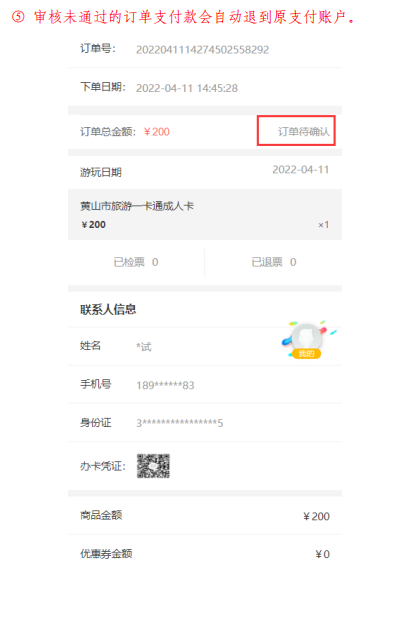 ⑤ 审核未通过的订单支付款会自动退到原支付账户。
订单号： 2022041114274502558292
下单日期： 2022-04-11 14:45:28
订单总金额：￥200 订单待确认
游玩日期 2022-04-11
黄山市旅游一卡通成人卡
￥200 ×1
已检票 0 已退票 0
联系人信息
姓名 *试
我的
手机号 189******83
身份证 3****************5
办卡凭证：
商品金额 ￥200
优惠券金额 ￥0